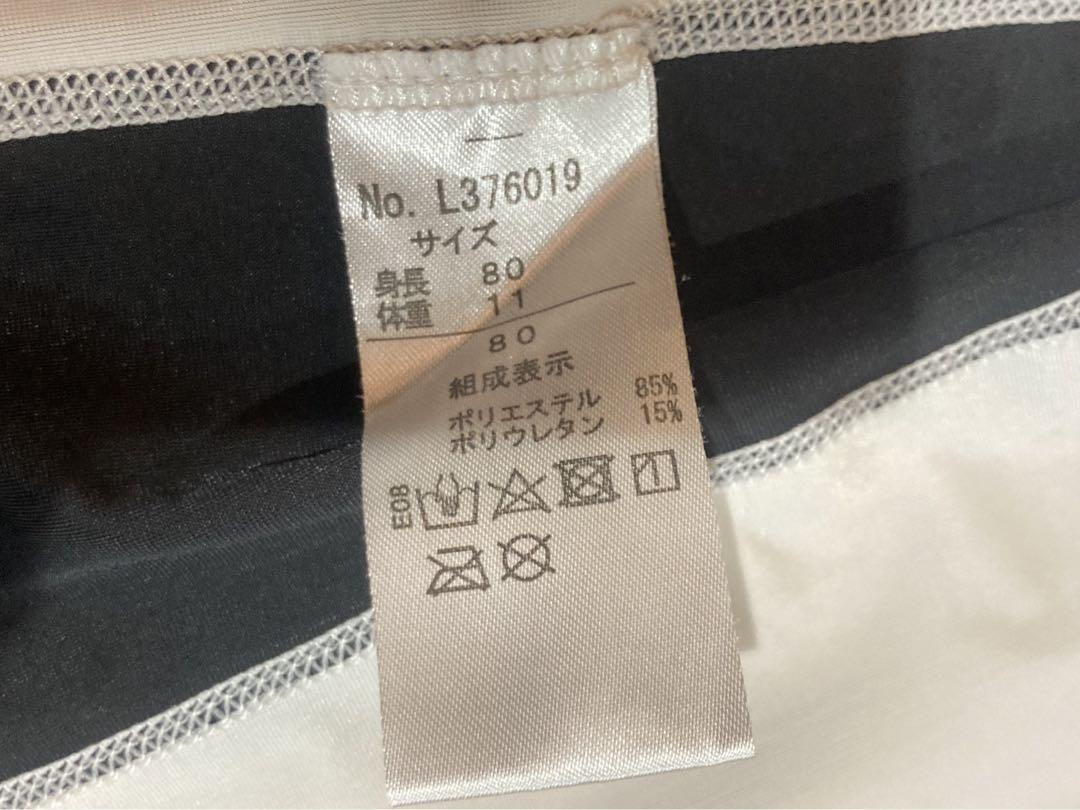 No. L376019
サイズ
身長 80
体重 11
80
組成表示
ポリエステル 85%
ポリウレタン 15%
E08